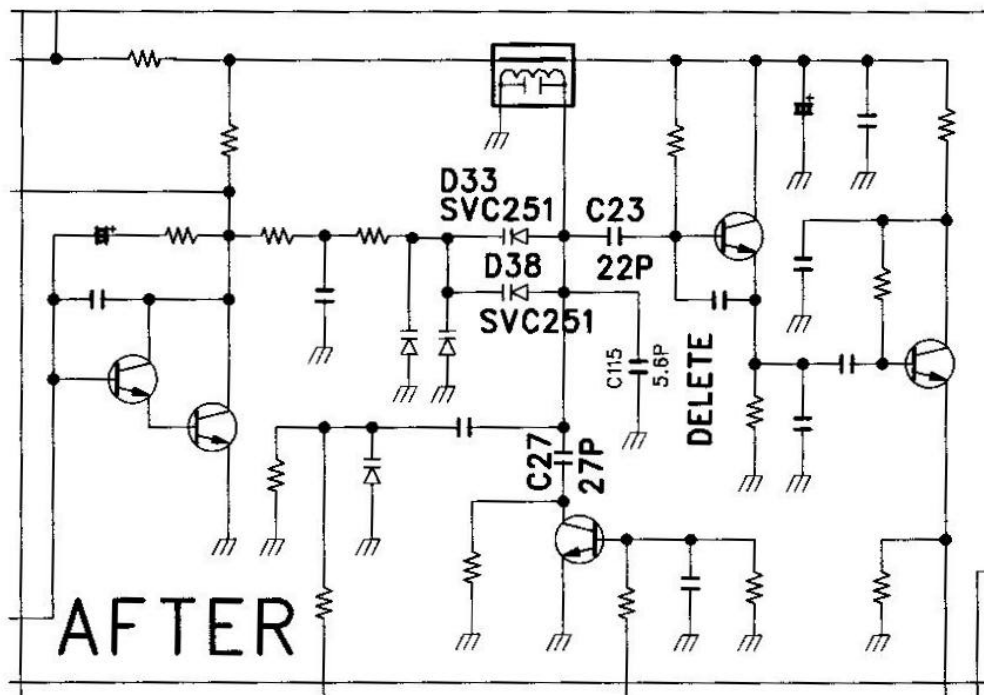 D33
SVC251
C23
22P
D38
SVC251
C115
5.6P
DELETE
C27
27P
AFTER